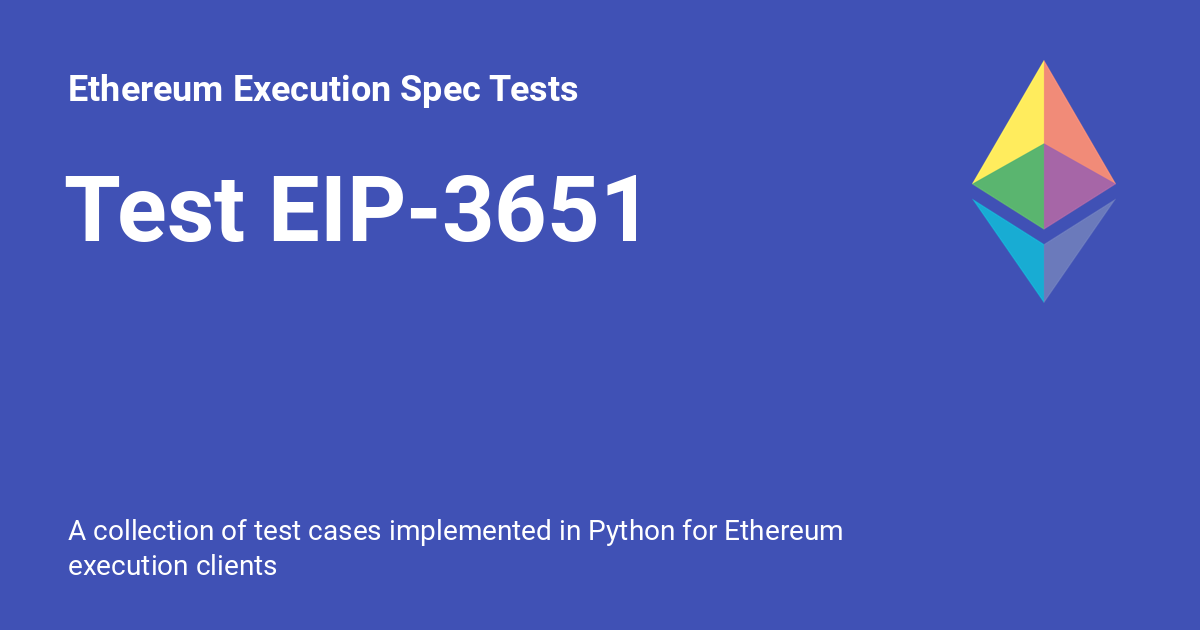 Ethereum Execution Spec Tests
Test EIP-3651
A collection of test cases implemented in Python for Ethereum
execution clients